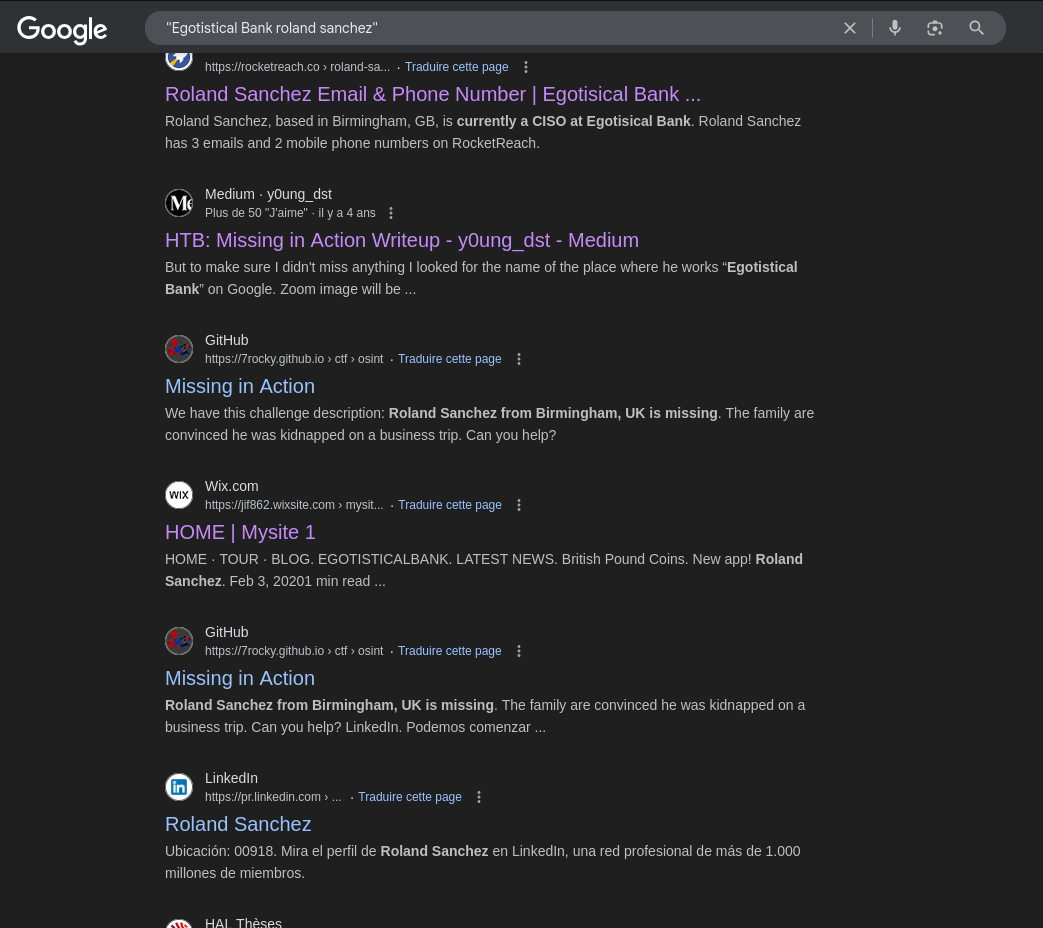 Google
"Egotistical Bank roland sanchez"
https://rocketreach.co › roland-sa... · Traduire cette page
Roland Sanchez Email & Phone Number | Egotisical Bank ...
Roland Sanchez, based in Birmingham, GB, is currently a CISO at Egotisical Bank. Roland Sanchez
has 3 emails and 2 mobile phone numbers on RocketReach.
Me
Medium · y0ung_dst
Plus de 50 "J'aime" · il y a 4 ans
HTB: Missing in Action Writeup - y0ung_dst - Medium
But to make sure I didn't miss anything I looked for the name of the place where he works “Egotistical
Bank” on Google. Zoom image will be ...
GitHub
https://7rocky.github.io › ctf › osint · Traduire cette page
Missing in Action
We have this challenge description: Roland Sanchez from Birmingham, UK is missing. The family are
convinced he was kidnapped on a business trip. Can you help?
WiX
Wix.com
https://jif862.wixsite.com › mysit... · Traduire cette page
HOME | Mysite 1
HOME · TOUR · BLOG. EGOTISTICALBANK. LATEST NEWS. British Pound Coins. New app! Roland
Sanchez. Feb 3, 20201 min read ...
GitHub
https://7rocky.github.io › ctf › osint · Traduire cette page
Missing in Action
Roland Sanchez from Birmingham, UK is missing. The family are convinced he was kidnapped on a
business trip. Can you help? LinkedIn. Podemos comenzar ...
in
LinkedIn
https://pr.linkedin.com › ... · Traduire cette page
Roland Sanchez
Ubicación: 00918. Mira el perfil de Roland Sanchez en LinkedIn, una red profesional de más de 1.000
millones de miembros.
HAL Thèses